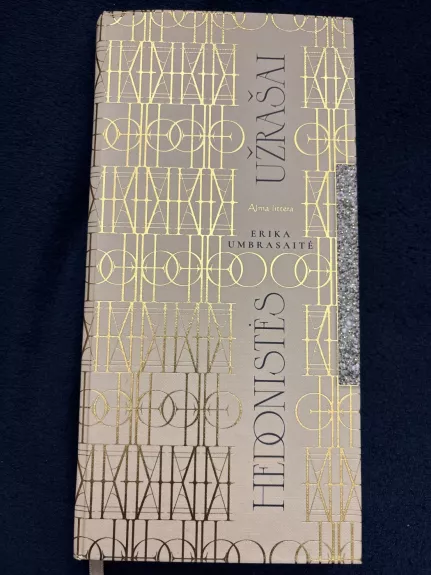 HEDONISTĖS UŽRAŠAI
Alma littera
ERIKA
UMBRASAITĖ